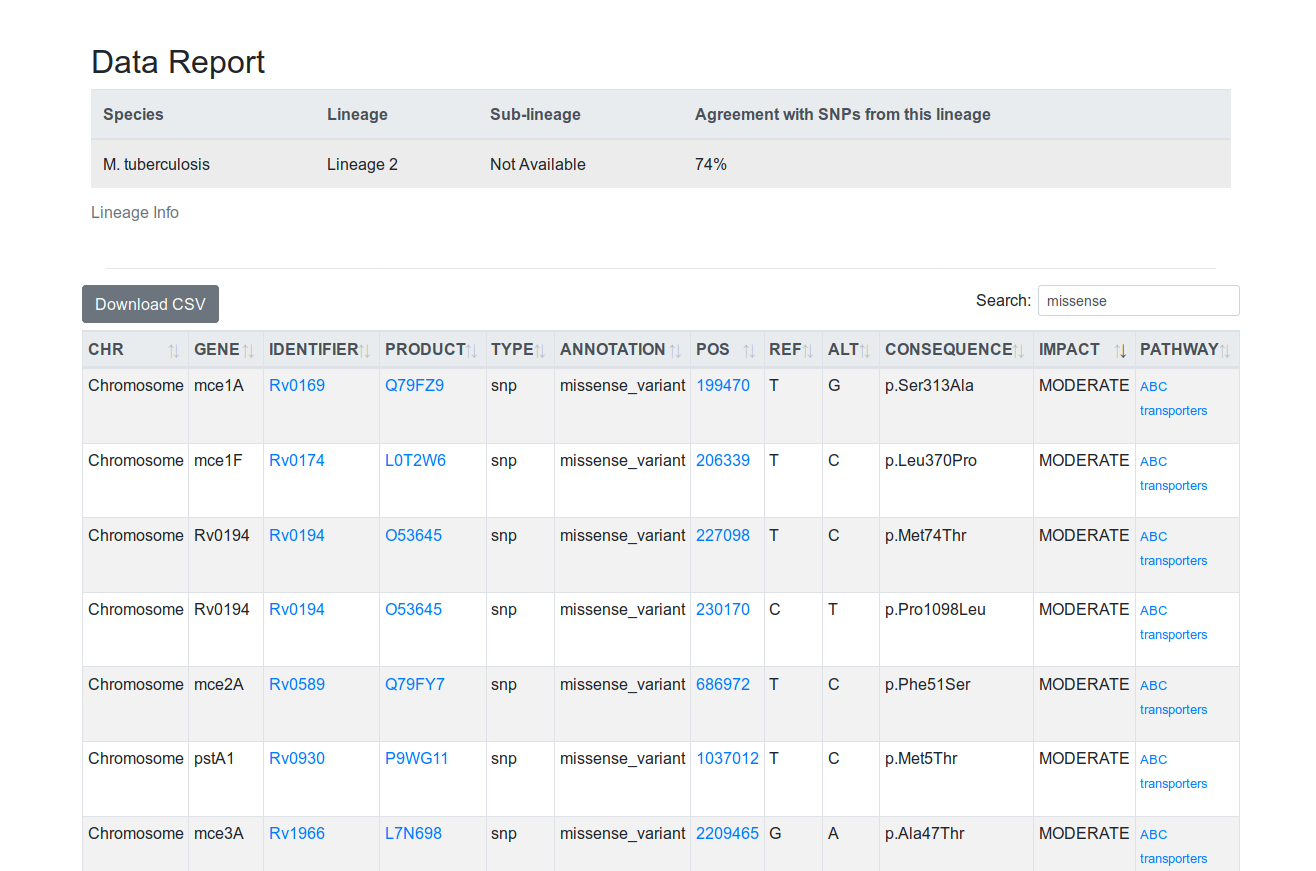 Data Report
Species Lineage Sub-lineage Agreement with SNPs from this lineage
M. tuberculosis Lineage 2 Not Available 74%
Lineage Info
Download CSV Search: missense
CHR GENE IDENTIFIER PRODUCT TYPE ANNOTATION POS REF ALT CONSEQUENCE IMPACT PATHWAY
Chromosome mce1A Rv0169 Q79FZ9 snp missense_variant 199470 T G p.Ser313Ala MODERATE ABC
transporters
Chromosome mce1F Rv0174 L0T2W6 snp missense_variant 206339 T C p.Leu370Pro MODERATE ABC
transporters
Chromosome Rv0194 Rv0194 O53645 snp missense_variant 227098 T C p.Met74Thr MODERATE ABC
transporters
Chromosome Rv0194 Rv0194 O53645 snp missense_variant 230170 C T p.Pro1098Leu MODERATE ABC
transporters
Chromosome mce2A Rv0589 Q79FY7 snp missense_variant 686972 T C p.Phe51Ser MODERATE ABC
transporters
Chromosome pstA1 Rv0930 P9WG11 snp missense_variant 1037012 T C p.Met5Thr MODERATE ABC
transporters
Chromosome mce3A Rv1966 L7N698 snp missense_variant 2209465 G A p.Ala47Thr MODERATE ABC
transporters